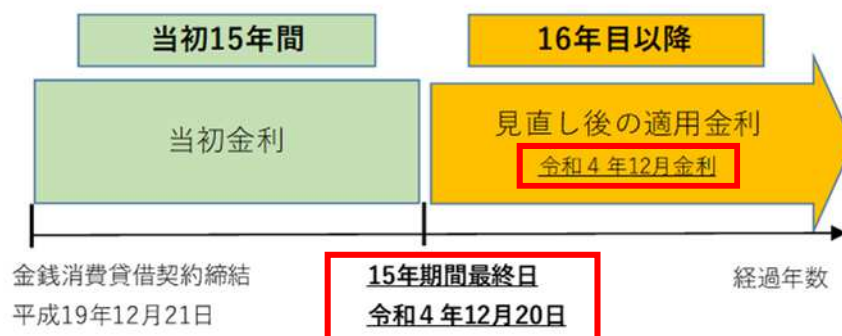 当初15年間
16年目以降
当初金利
見直し後の適用金利
令和４年12月金利
金銭消費貸借契約締結
平成19年12月21日
15年期間最終日
令和４年12月20日
経過年数